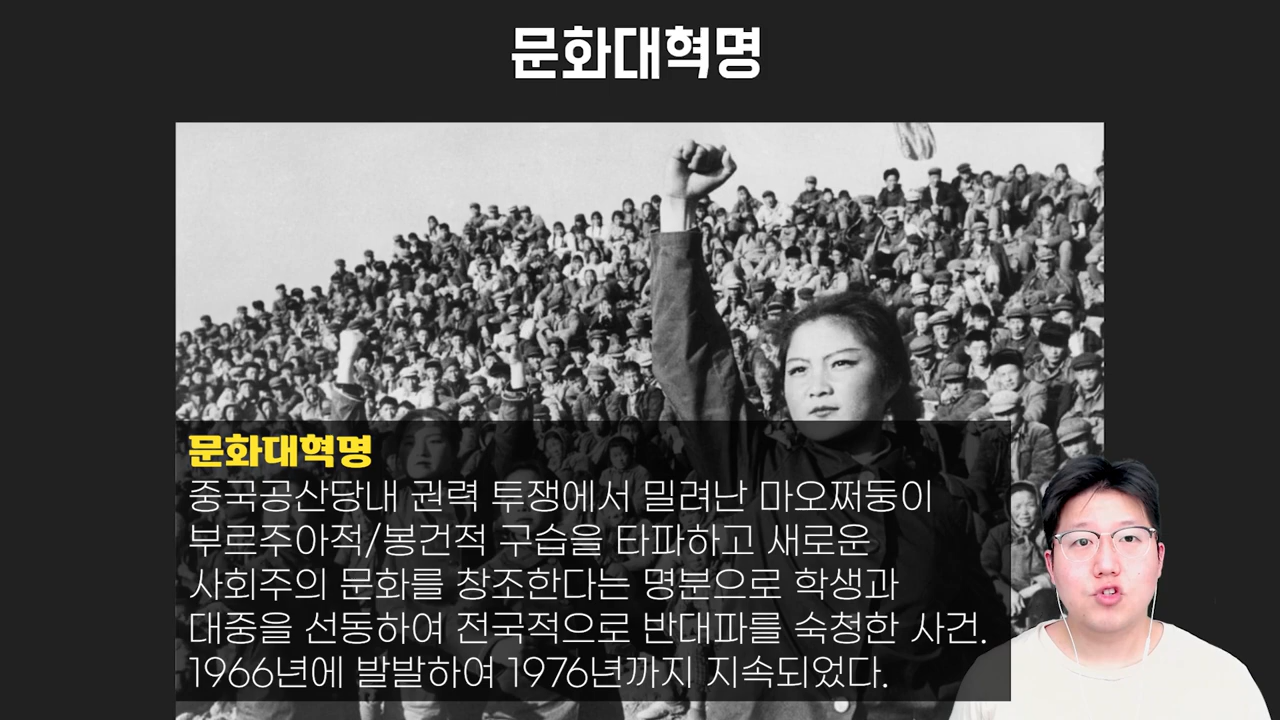 문화대혁명
문화대혁명
중국공산당내 권력 투쟁에서 밀려난 마오쩌둥이
부르주아적/봉건적 구습을 타파하고 새로운
사회주의 문화를 창조한다는 명분으로 학생과
대중을 선동하여 전국적으로 반대파를 숙청한 사건.
1966년에 발발하여 1976년까지 지속되었다.